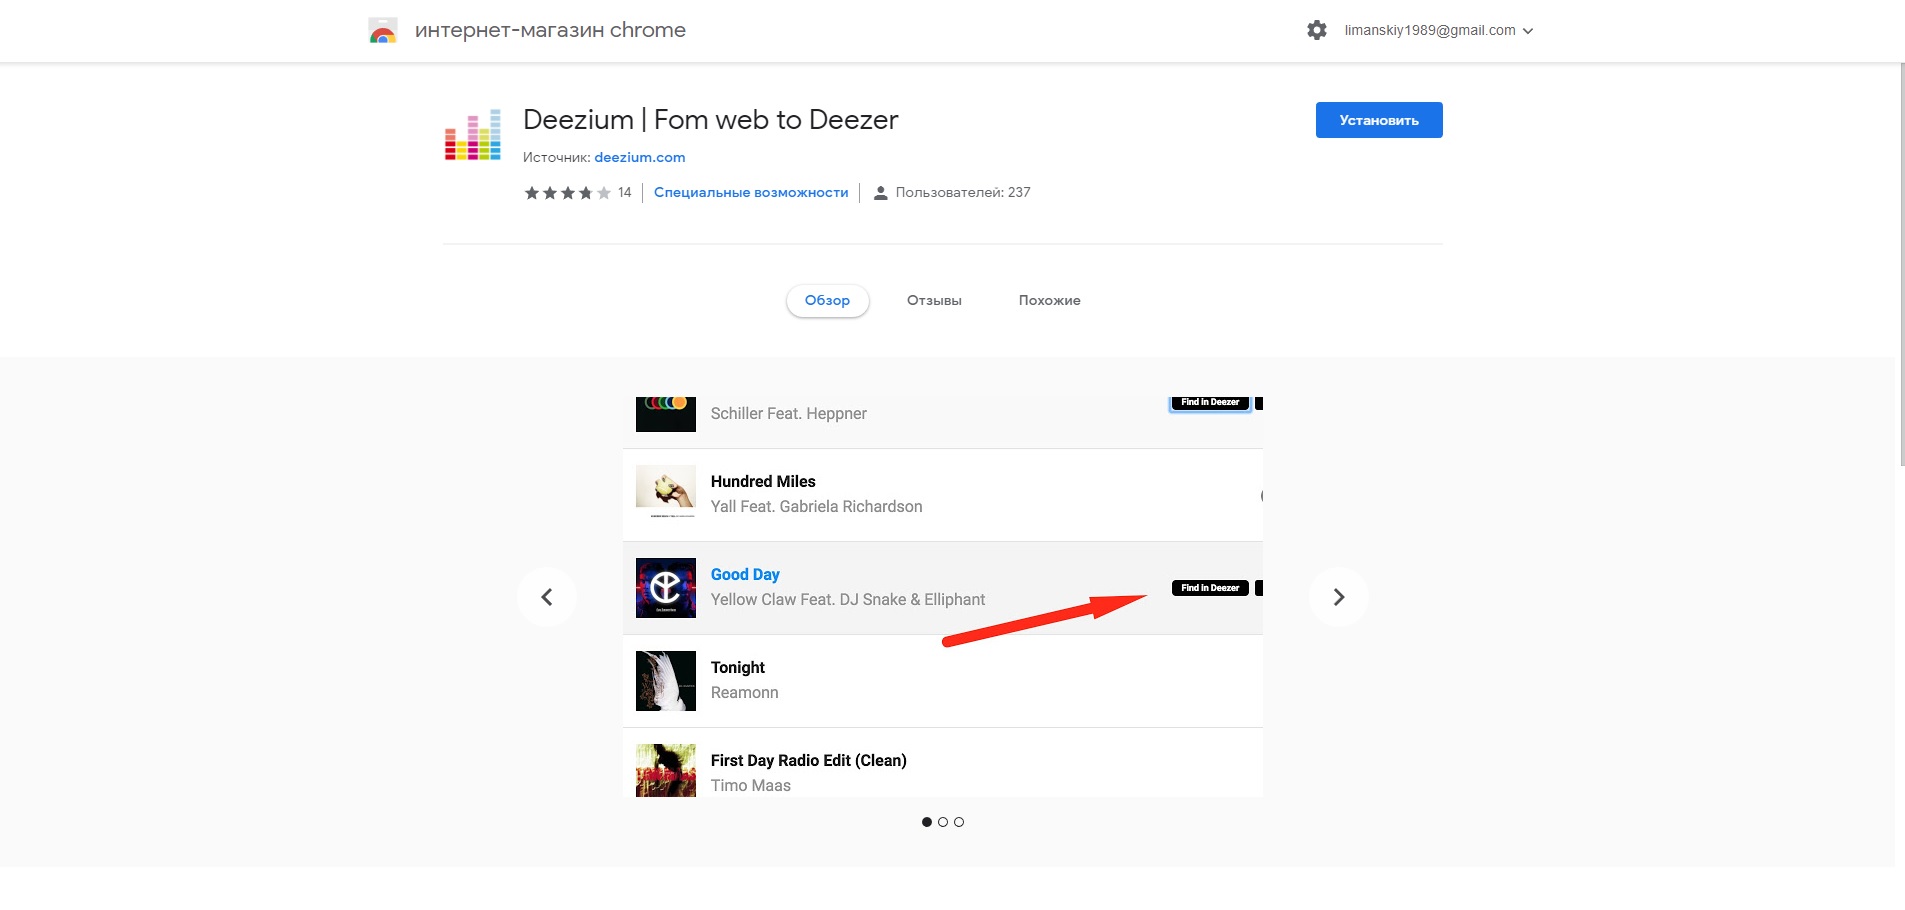 интернет-магазин chrome
limanskiy1989@gmail.com
Deezium | Fom web to Deezer
Установить
Источник: deezium.com
14
Специальные возможности
Пользователей: 237
Обзор
Отзывы
Похожие
Schiller Feat. Heppner
Find in Deezer
Hundred Miles
Yall Feat. Gabriela Richardson
Good Day
Yellow Claw Feat. DJ Snake & Elliphant
Find in Deezer
Tonight
Reamonn
First Day Radio Edit (Clean)
Timo Maas